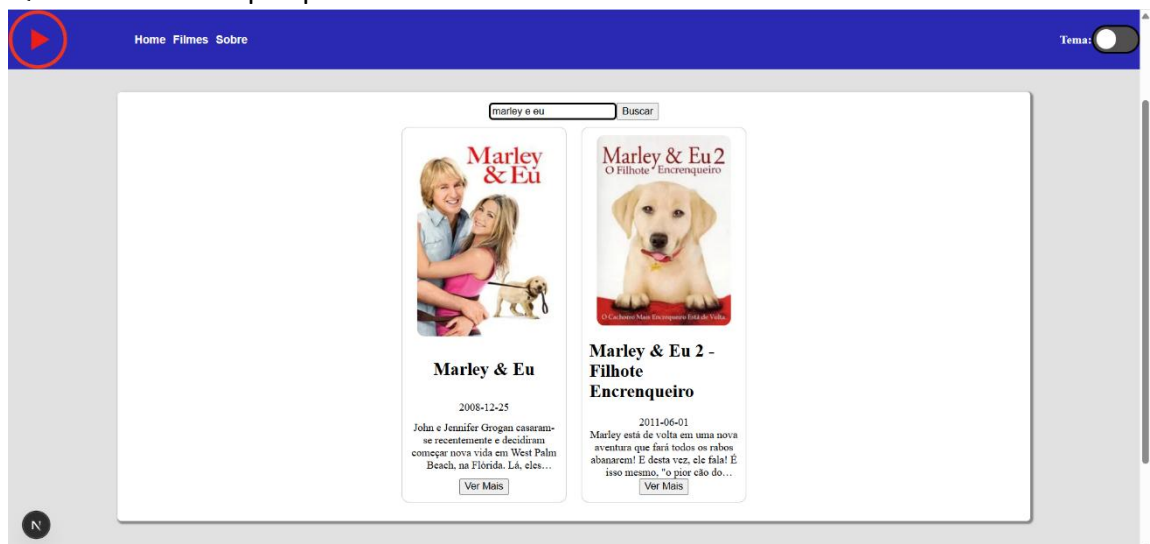 Home Filmes Sobre
Tema:
marley e eu
Buscar
Marley
& Eu
Marley & Eu 2
O Filhote Encrenqueiro
O Cachorro Mais Encrenqueiro Está de Volta.
Marley & Eu
2008-12-25
John e Jennifer Grogan casaram-
se recentemente e decidiram
começar nova vida em West Palm
Beach, na Flórida. Lá, eles…
Ver Mais
Marley & Eu 2 -
Filhote
Encrenqueiro
2011-06-01
Marley está de volta em uma nova
aventura que fará todos os rabos
abanarem! E desta vez, ele fala! É
isso mesmo, "o pior cão do…
Ver Mais
N